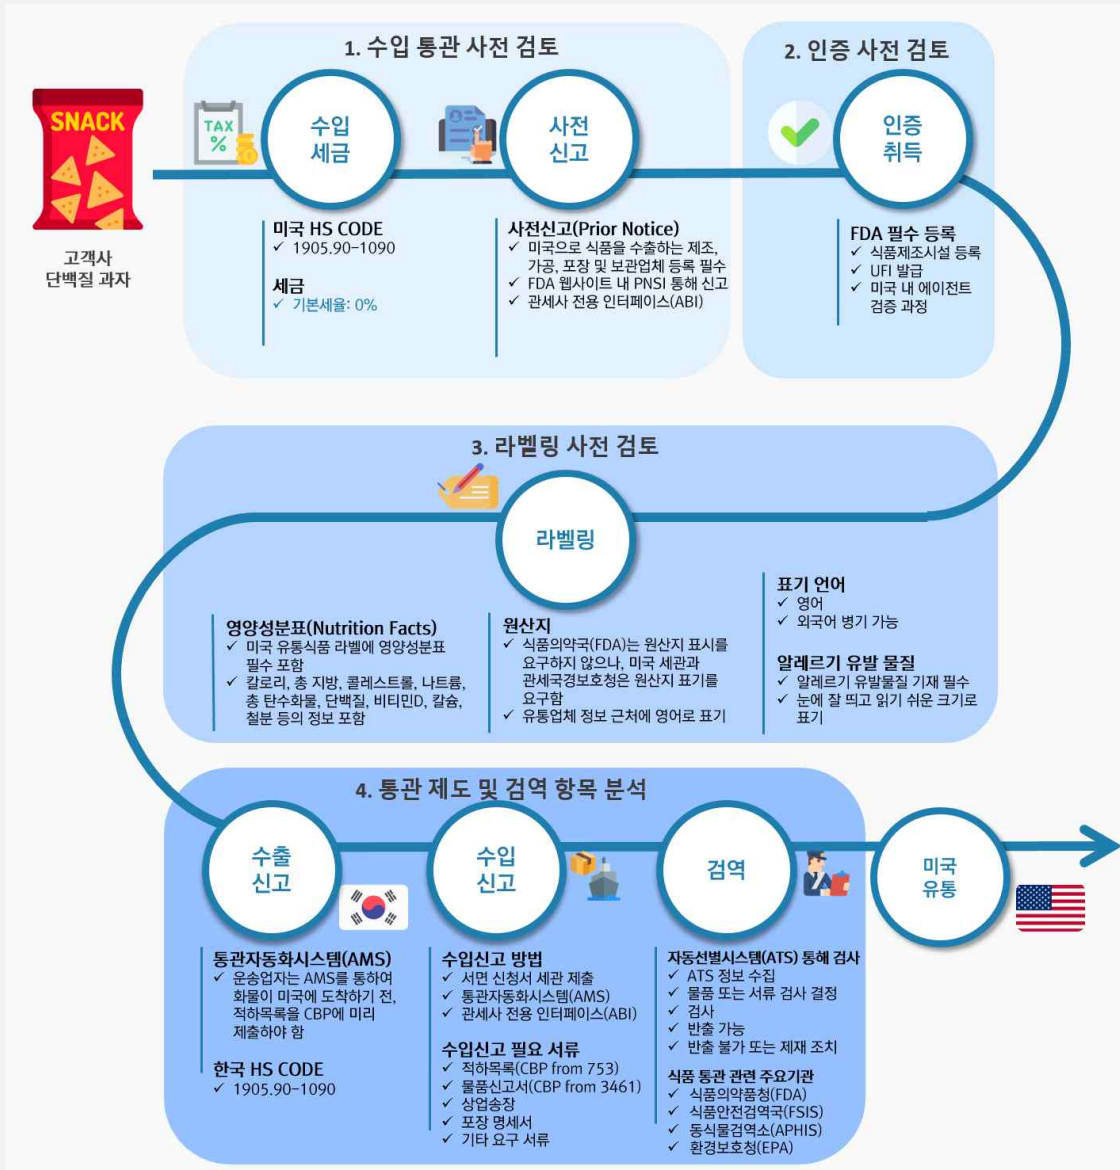 1. 수입 통관 사전 검토
2. 인증 사전 검토
SNACK
고객사
단백질 과자
TAX
%
수입
세금
사전
신고
인증
취득
미국 HS CODE
✓ 1905.90-1090
세금
✓ 기본세율: 0%
사전신고(Prior Notice)
✓ 미국으로 식품을 수출하는 제조,
가공, 포장 및 보관업체 등록 필수
✓ FDA 웹사이트 내 PNSI 통해 신고
✓ 관세사 전용 인터페이스(ABI)
FDA 필수 등록
✓ 식품제조시설 등록
✓ UFI 발급
✓ 미국 내 에이전트
검증 과정
3. 라벨링 사전 검토
라벨링
영양성분표(Nutrition Facts)
✓ 미국 유통식품 라벨에 영양성분표
필수 포함
✓ 칼로리, 총 지방, 콜레스트롤, 나트륨,
총 탄수화물, 단백질, 비티민D, 칼슘,
철분 등의 정보 포함
원산지
✓ 식품의약국(FDA)는 원산지 표시를
요구하지 않으나, 미국 세관과
관세국경보호청은 원산지 표기를
요구함
✓ 유통업체 정보 근처에 영어로 표기
표기 언어
✓ 영어
✓ 외국어 병기 가능
알레르기 유발 물질
✓ 알레르기 유발물질 기재 필수
✓ 눈에 잘 띄고 읽기 쉬운 크기로
표기
4. 통관 제도 및 검역 항목 분석
수출
신고
수입
신고
검역
미국
유통
통관자동화시스템(AMS)
✓ 운송업자는 AMS를 통하여
화물이 미국에 도착하기 전,
적하목록을 CBP에 미리
제출하야 함
한국 HS CODE
✓ 1905.90-1090
수입신고 방법
✓ 서면 신청서 세관 제출
✓ 통관자동화시스템(AMS)
✓ 관세사 전용 인터페이스(ABI)
수입신고 필요 서류
✓ 적하목록(CBP from 753)
✓ 물품신고서(CBP from 3461)
✓ 상업송장
✓ 포장 명세서
✓ 기타 요구 서류
자동선별시스템(ATS) 통해 검사
✓ ATS 정보 수집
✓ 물품 또는 서류 검사 결정
✓ 검사
✓ 반출 가능
✓ 반출 불가 또는 제재 조치
식품 통관 관련 주요기관
✓ 식품의약품청(FDA)
✓ 식품안전검역국(FSIS)
✓ 동식물검역소(APHIS)
✓ 환경보호청(EPA)